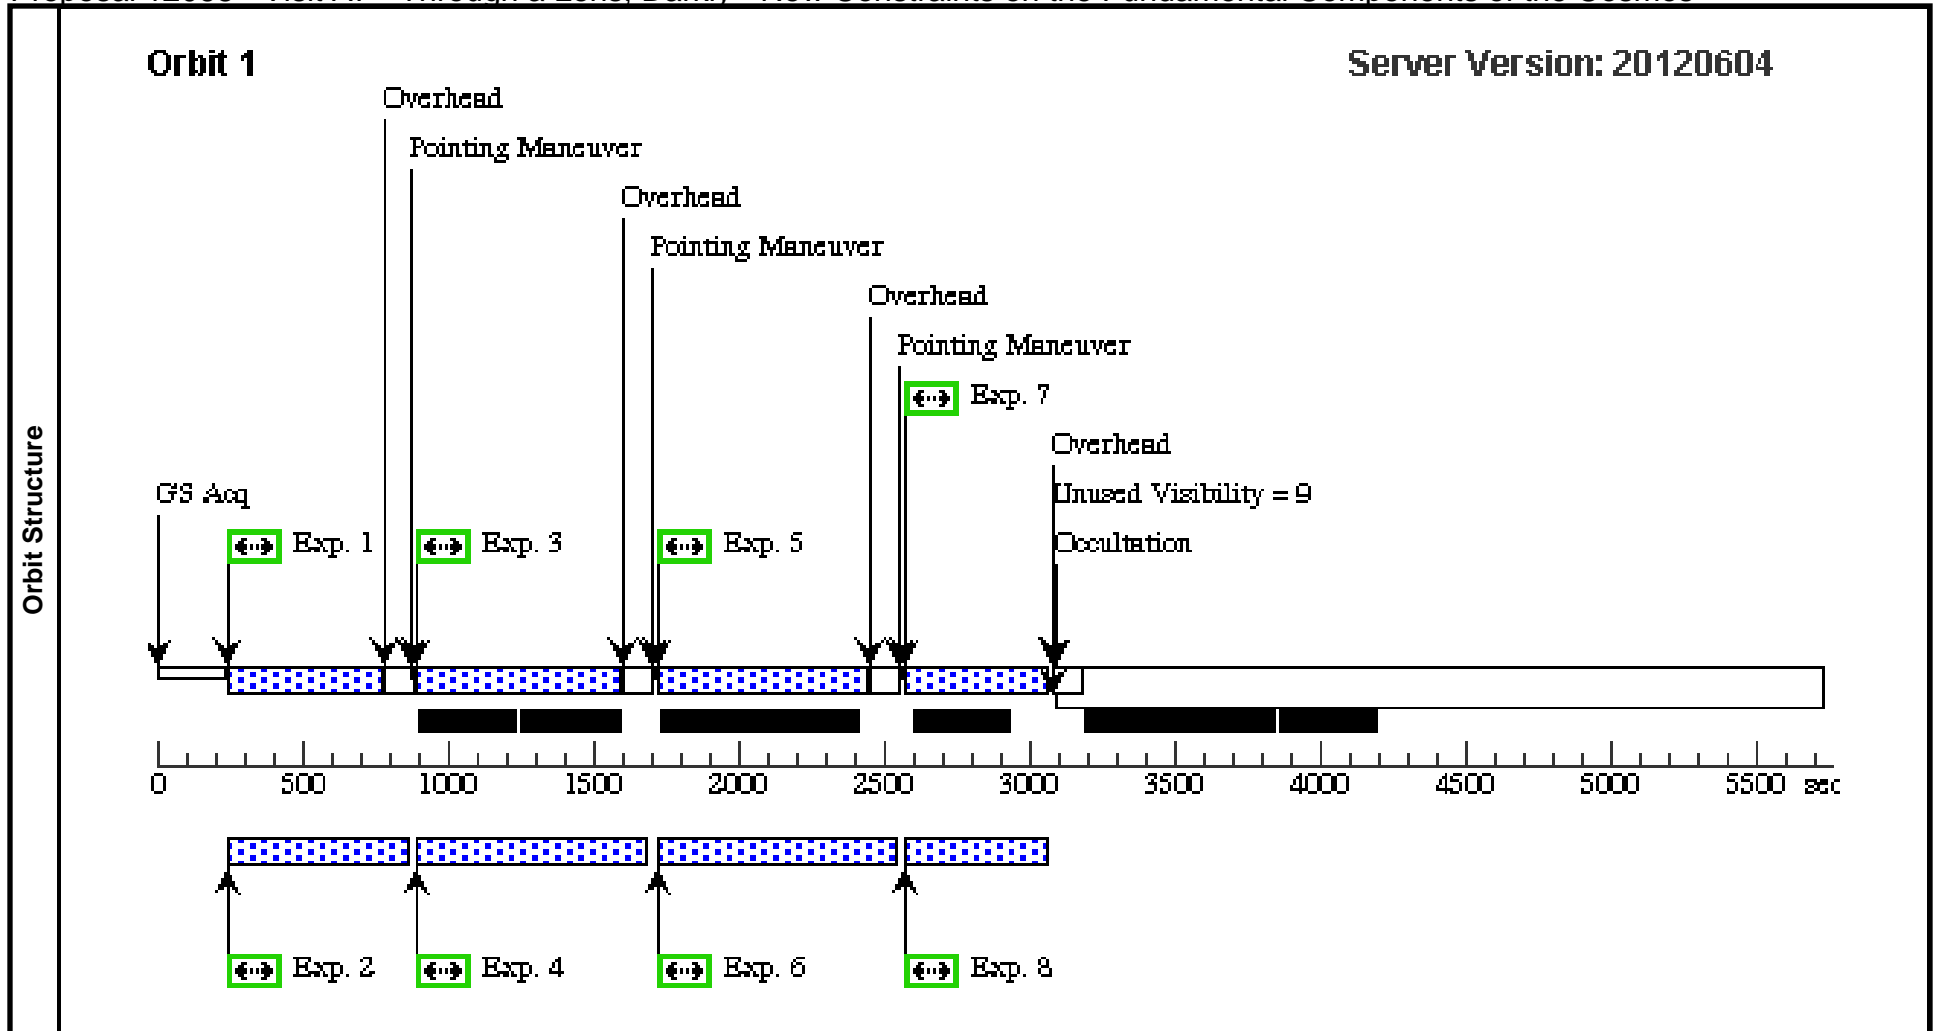 Orbit Structure
Orbit 1
Server Version: 20120604
Overhead
Pointing Maneuver
Overhead
Pointing Maneuver
Overhead
Pointing Maneuver
Exp. 7
Overhead
GS Acq
Unused Visibility = 9
Exp. 1
Exp. 3
Exp. 5
Occultation
0 500 1000 1500 2000 2500 3000 3500 4000 4500 5000 5500 sec
Exp. 2
Exp. 4
Exp. 6
Exp. 8